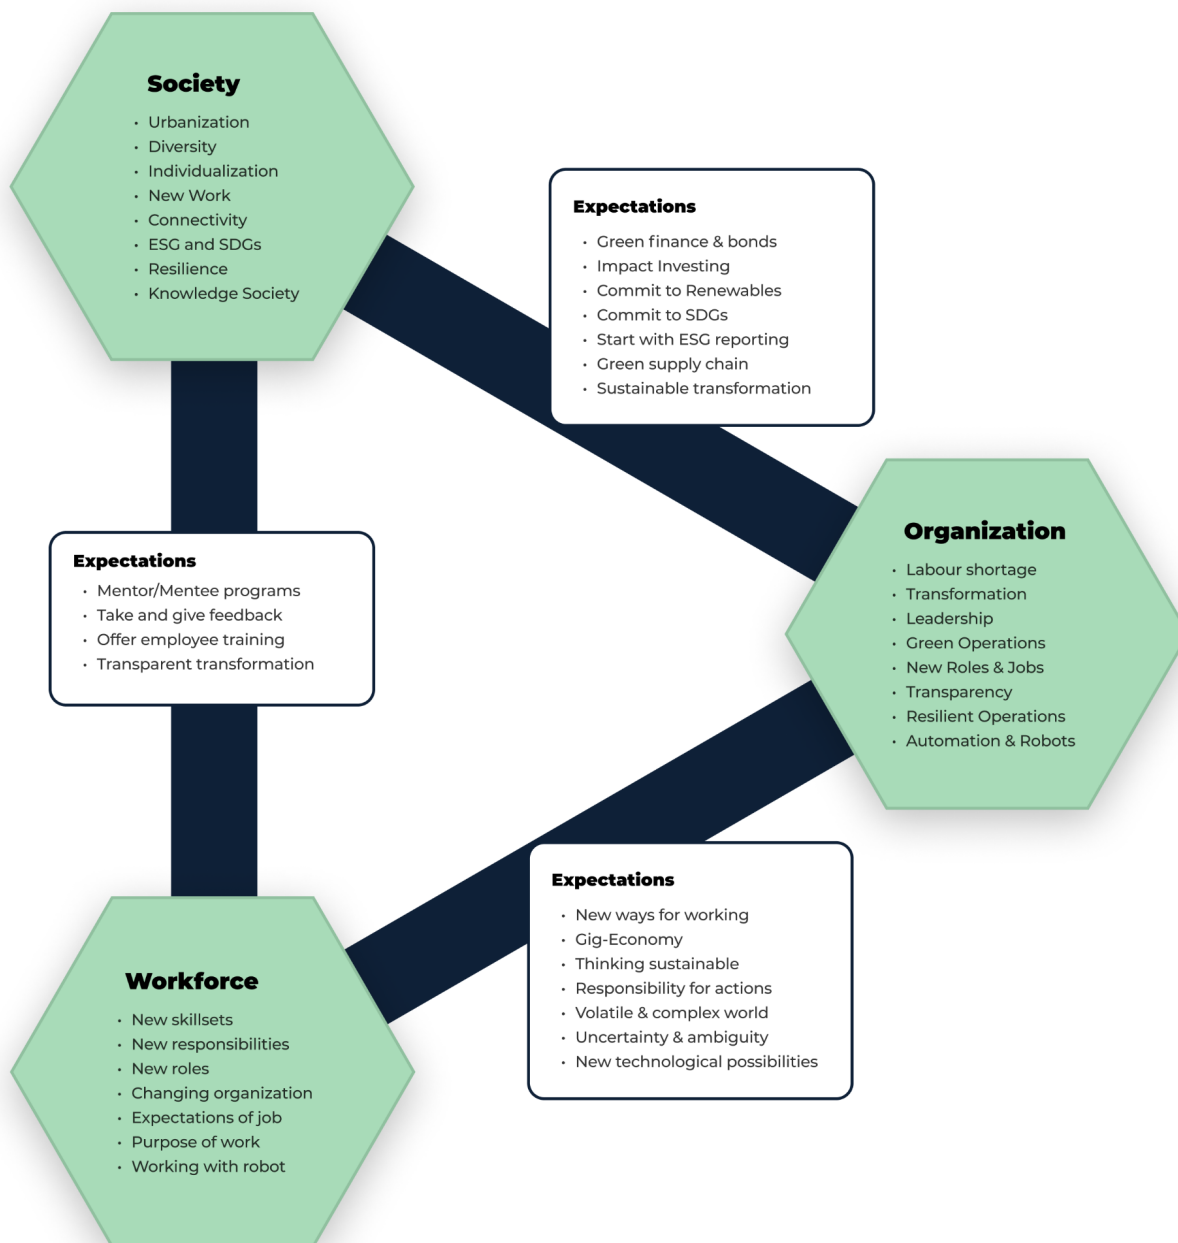 Society
• Urbanization
• Diversity
• Individualization
• New Work
• Connectivity
• ESG and SDGs
• Resilience
• Knowledge Society
Expectations
• Green finance & bonds
• Impact Investing
• Commit to Renewables
• Commit to SDGs
• Start with ESG reporting
• Green supply chain
• Sustainable transformation
Organization
• Labour shortage
• Transformation
• Leadership
• Green Operations
• New Roles & Jobs
• Transparency
• Resilient Operations
• Automation & Robots
Expectations
• Mentor/Mentee programs
• Take and give feedback
• Offer employee training
• Transparent transformation
Expectations
• New ways for working
• Gig-Economy
• Thinking sustainable
• Responsibility for actions
• Volatile & complex world
• Uncertainty & ambiguity
• New technological possibilities
Workforce
• New skillsets
• New responsibilities
• New roles
• Changing organization
• Expectations of job
• Purpose of work
• Working with robot